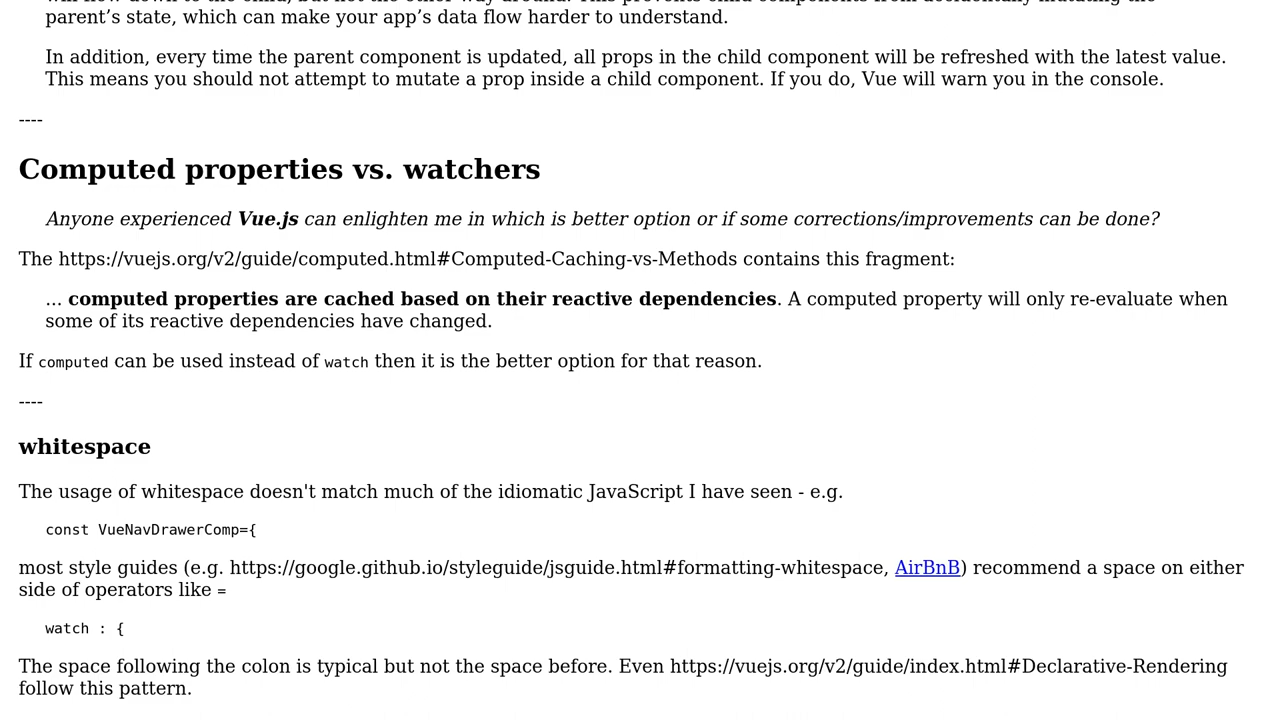 parent’s state, which can make your app’s data flow harder to understand.
In addition, every time the parent component is updated, all props in the child component will be refreshed with the latest value.
This means you should not attempt to mutate a prop inside a child component. If you do, Vue will warn you in the console.
----
Computed properties vs. watchers
Anyone experienced Vue.js can enlighten me in which is better option or if some corrections/improvements can be done?
The https://vuejs.org/v2/guide/computed.html#Computed-Caching-vs-Methods contains this fragment:
... computed properties are cached based on their reactive dependencies. A computed property will only re-evaluate when
some of its reactive dependencies have changed.
If computed can be used instead of watch then it is the better option for that reason.
----
whitespace
The usage of whitespace doesn't match much of the idiomatic JavaScript I have seen - e.g.
const VueNavDrawerComp={
most style guides (e.g. https://google.github.io/styleguide/jsguide.html#formatting-whitespace, AirBnB) recommend a space on either
side of operators like =
watch : {
The space following the colon is typical but not the space before. Even https://vuejs.org/v2/guide/index.html#Declarative-Rendering
follow this pattern.